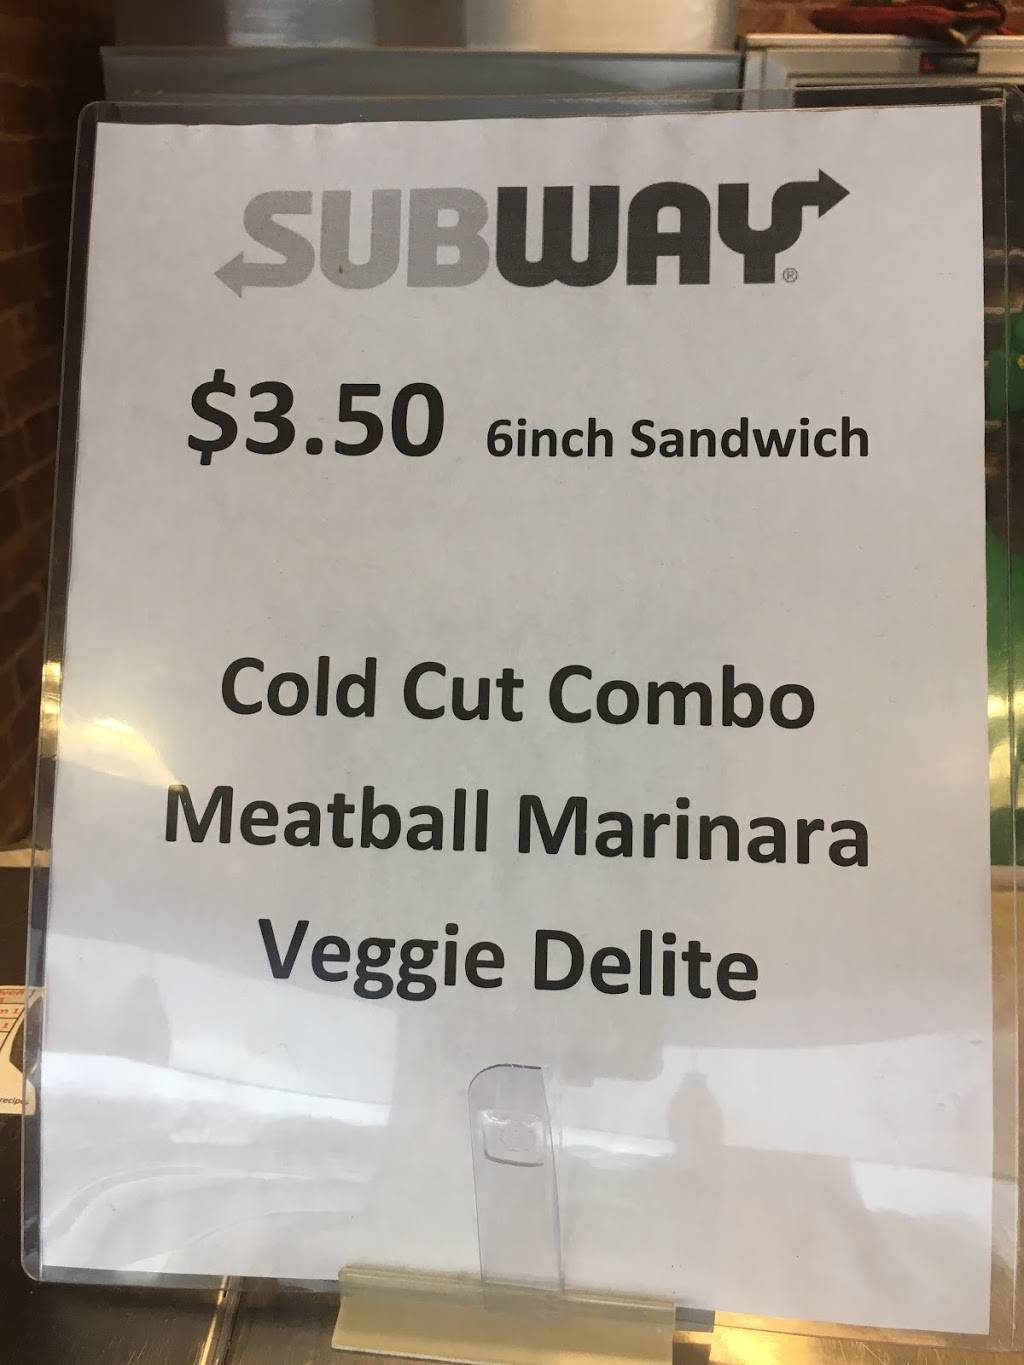 SUBWAY®
$3.50 6inch Sandwich
Cold Cut Combo
Meatball Marinara
Veggie Delite